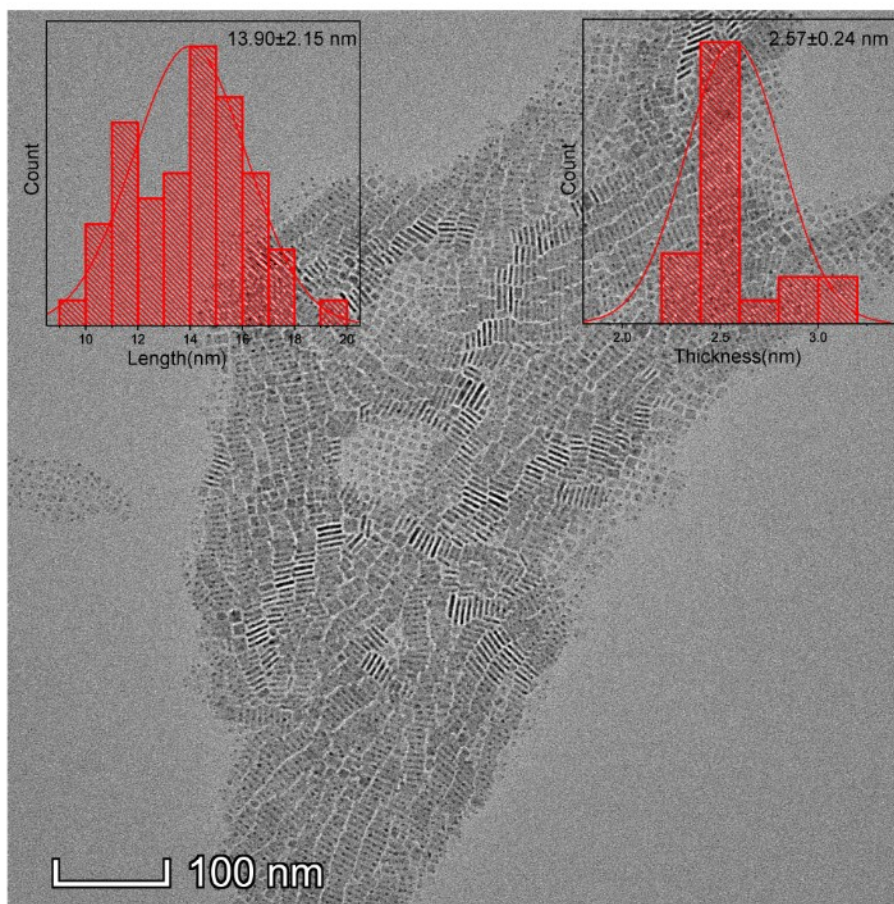 13.90±2.15 nm
Count
10 12 14 16 18 20
Length(nm)
2.57±0.24 nm
Count
2.0 2.5 3.0
Thickness(nm)
100 nm